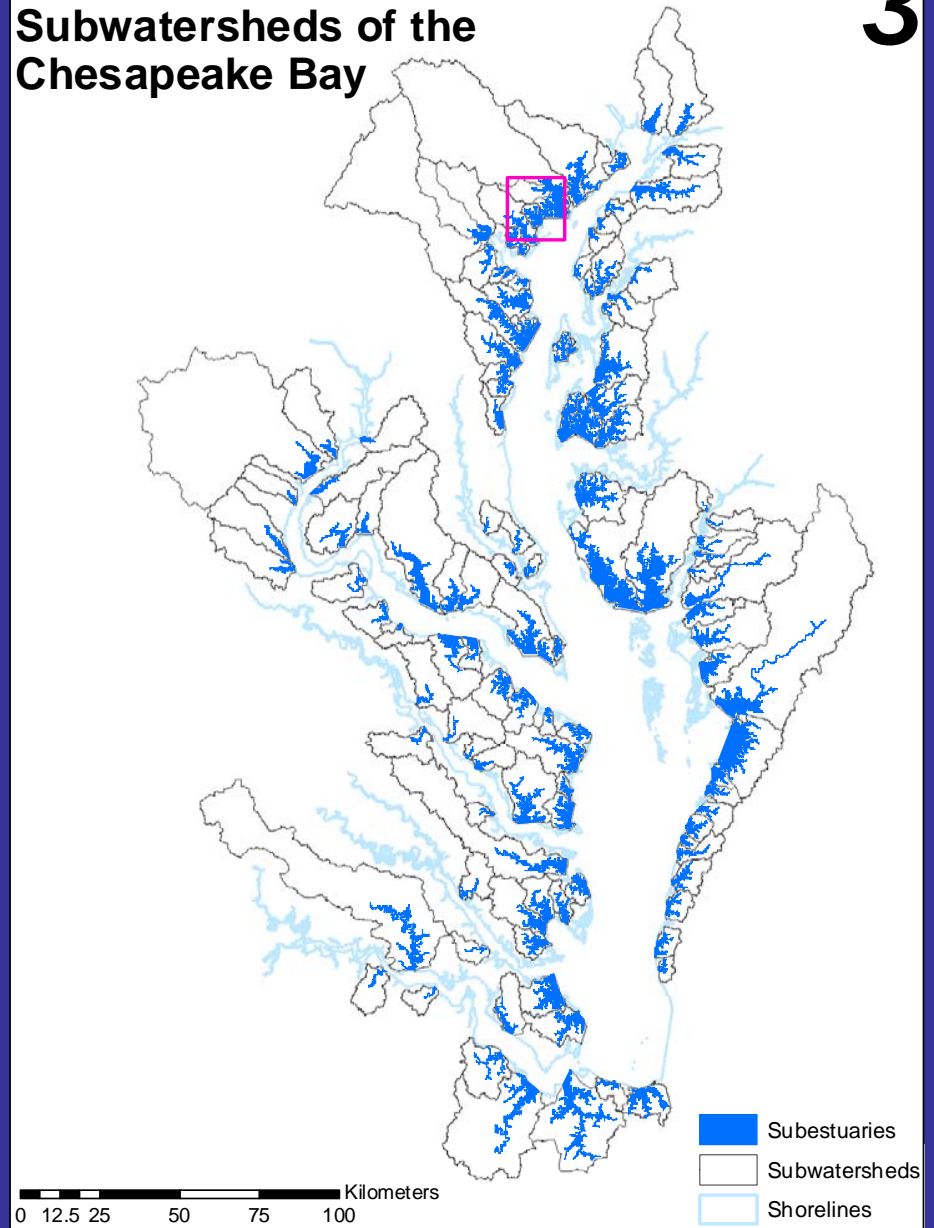 Subwatersheds of the
Chesapeake Bay
3
Subestuaries
Subwatersheds
Shorelines
Kilometers
0 12.5 25 50 75 100